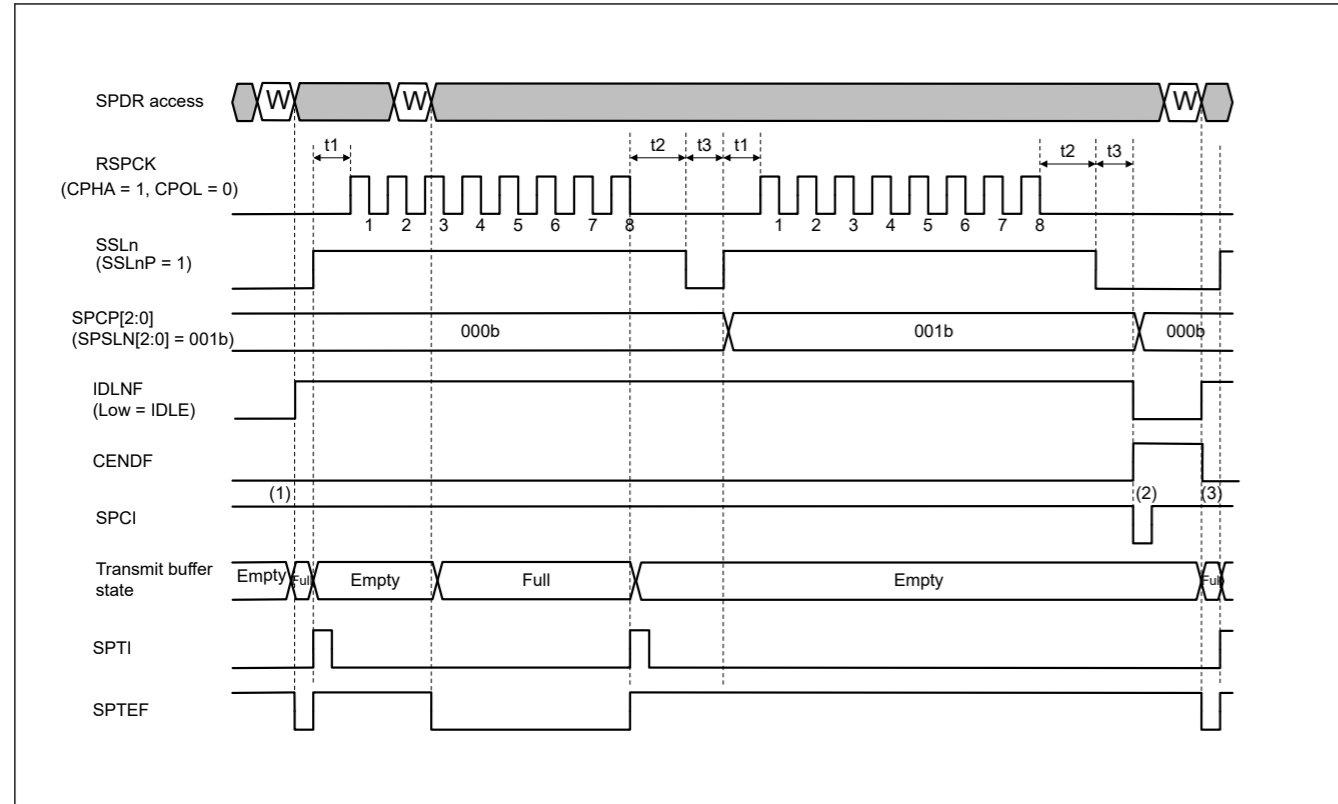 SPDR access
W
W
W
t1
t2
t3
t1
t2
t3
RSPCK
(CPHA = 1, CPOL = 0)
1 2 3 4 5 6 7 8
1 2 3 4 5 6 7 8
SSLn
(SSLnP = 1)
SPCP[2:0]
(SPSLN[2:0] = 001b)
000b
001b
000b
IDLNF
(Low = IDLE)
CENDF
(1)
(2)
(3)
SPCI
Transmit buffer
state
Empty
Full
Empty
Full
Empty
Full
SPTI
SPTEF